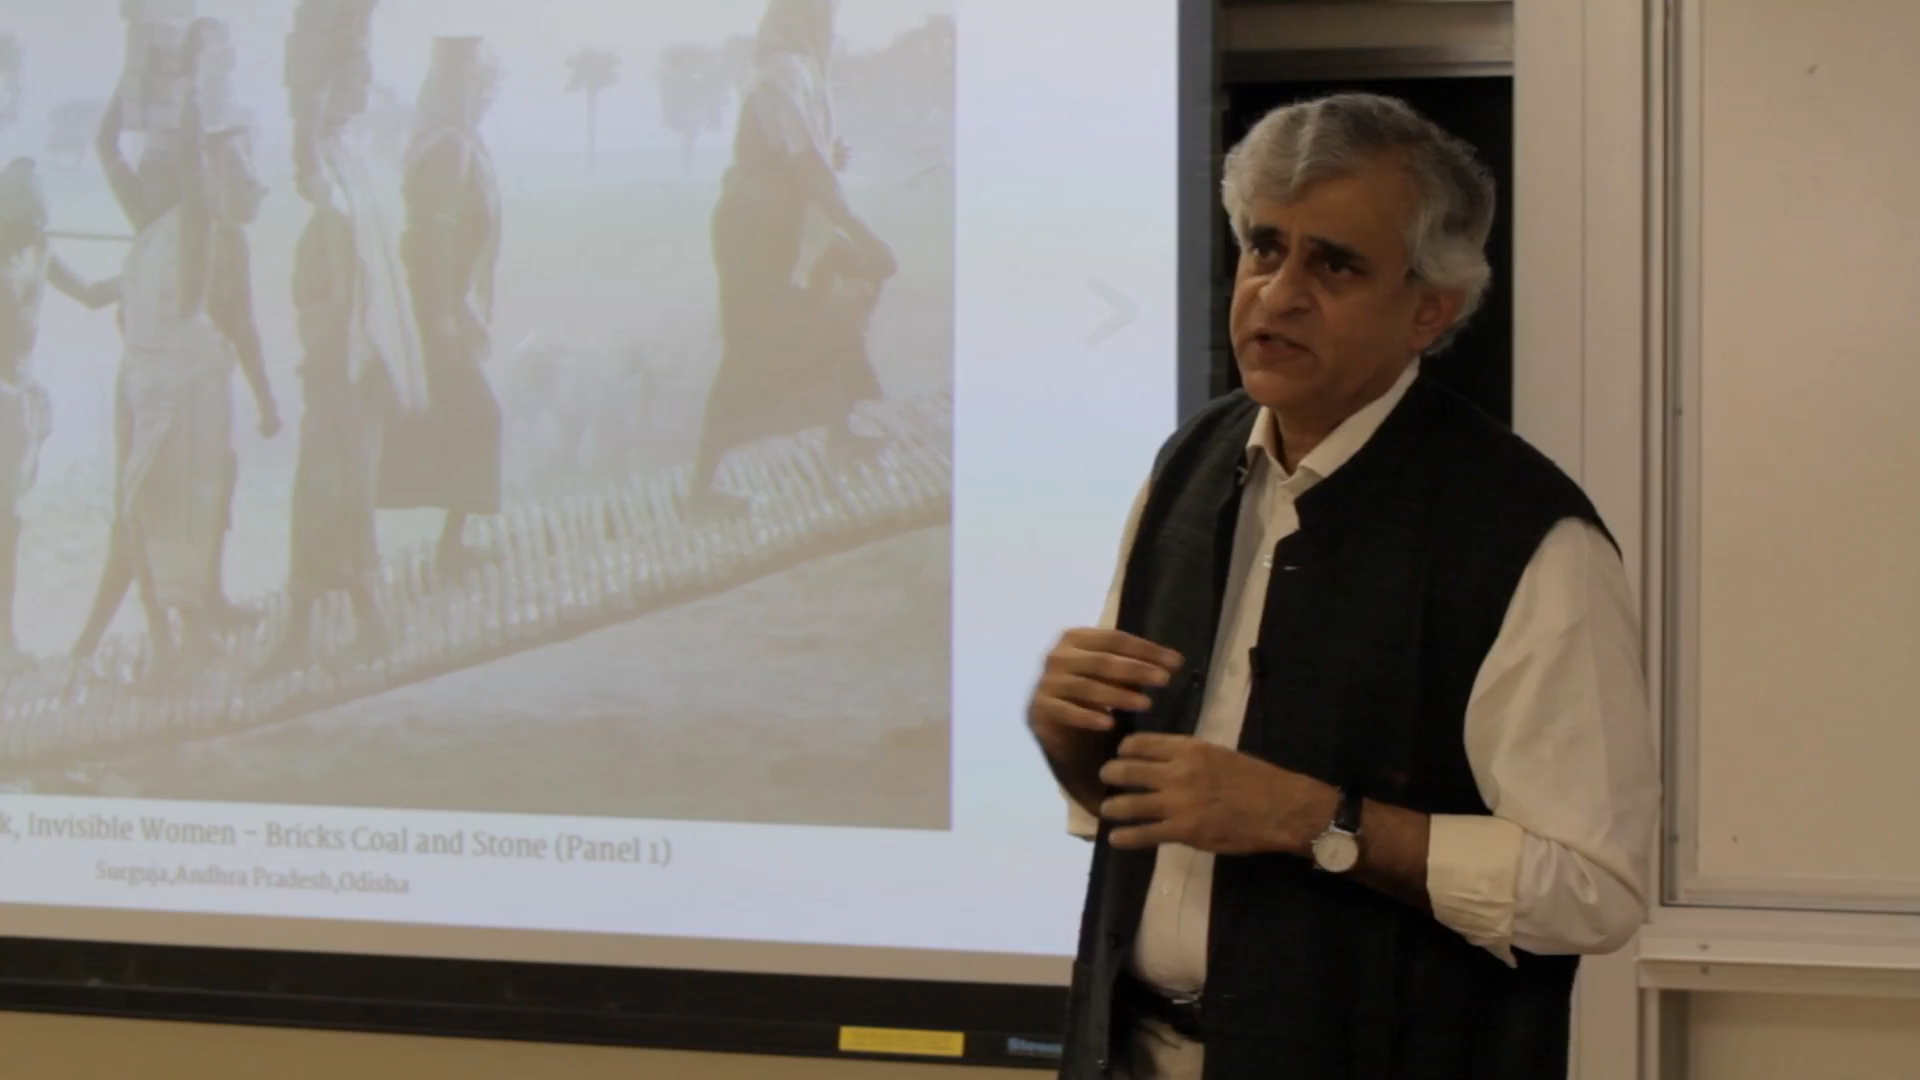 k, Invisible Women – Bricks Coal and Stone (Panel 1)
Surguja,Andhra Pradesh,Odisha